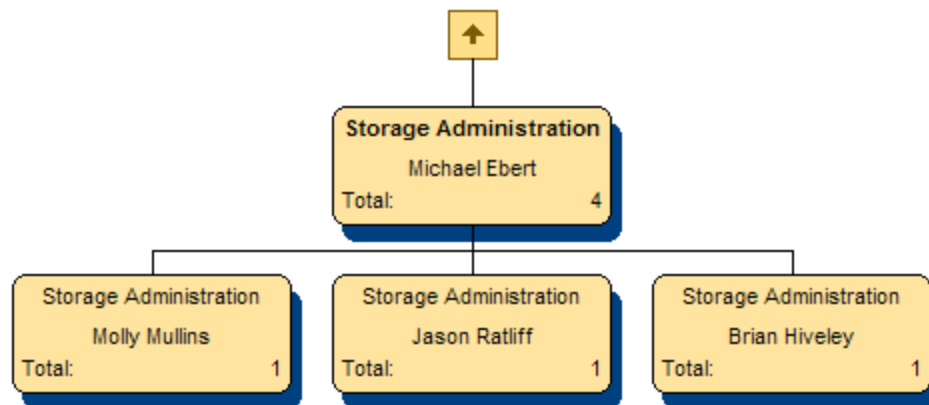 Storage Administration
Michael Ebert
Total: 4
Storage Administration
Molly Mullins
Total: 1
Storage Administration
Jason Ratliff
Total: 1
Storage Administration
Brian Hiveley
Total: 1